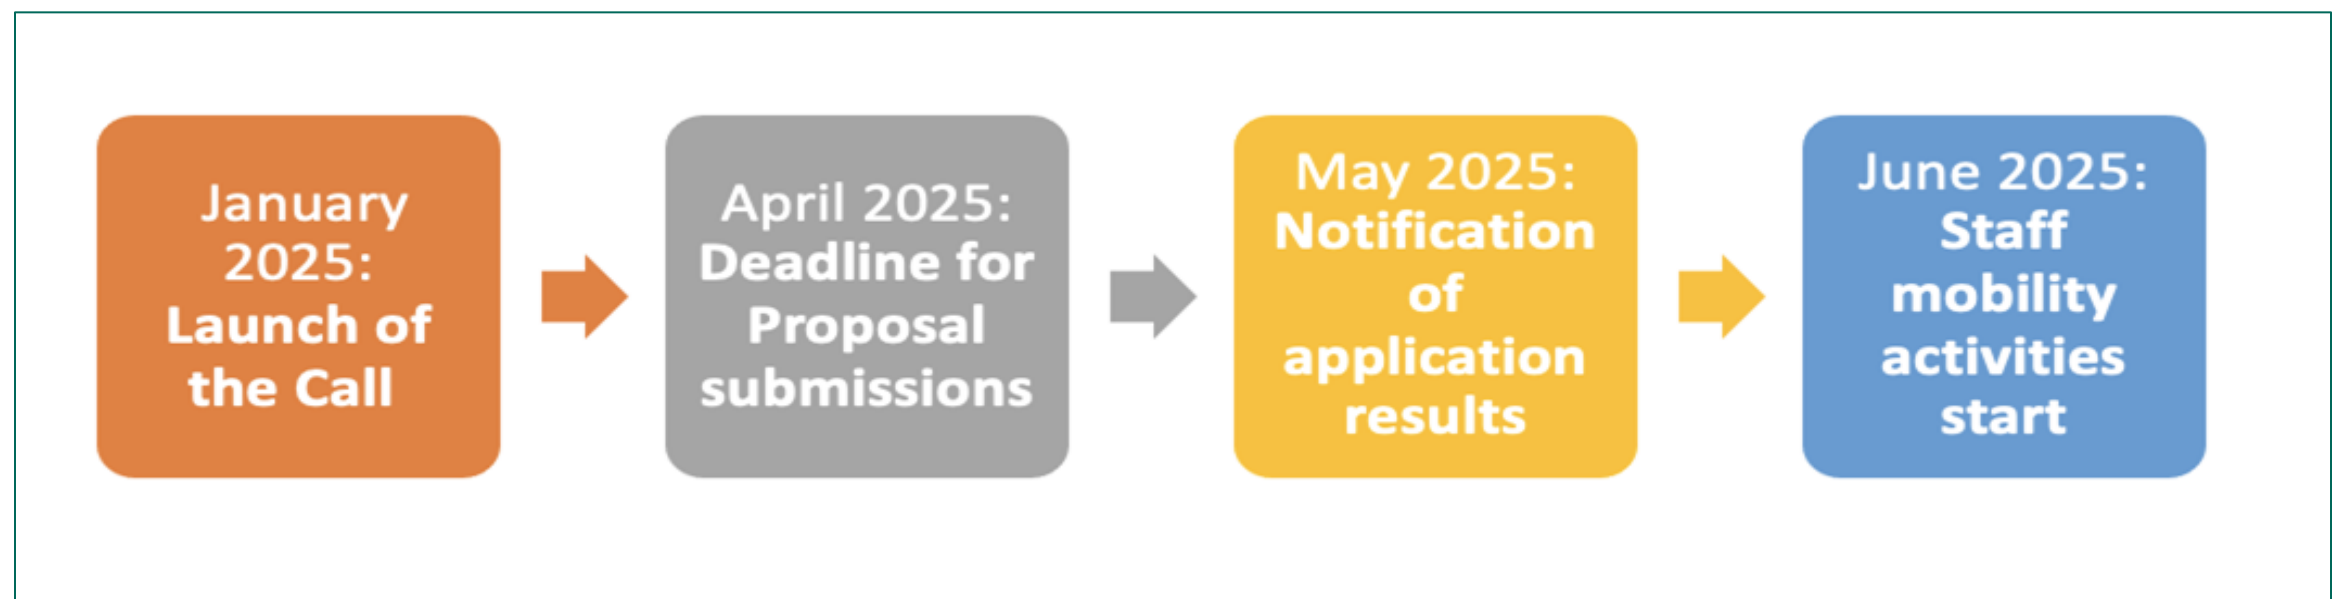 January
2025:
Launch of
the Call
April 2025:
Deadline for
Proposal
submissions
May 2025:
Notification
of
application
results
June 2025:
Staff
mobility
activities
start